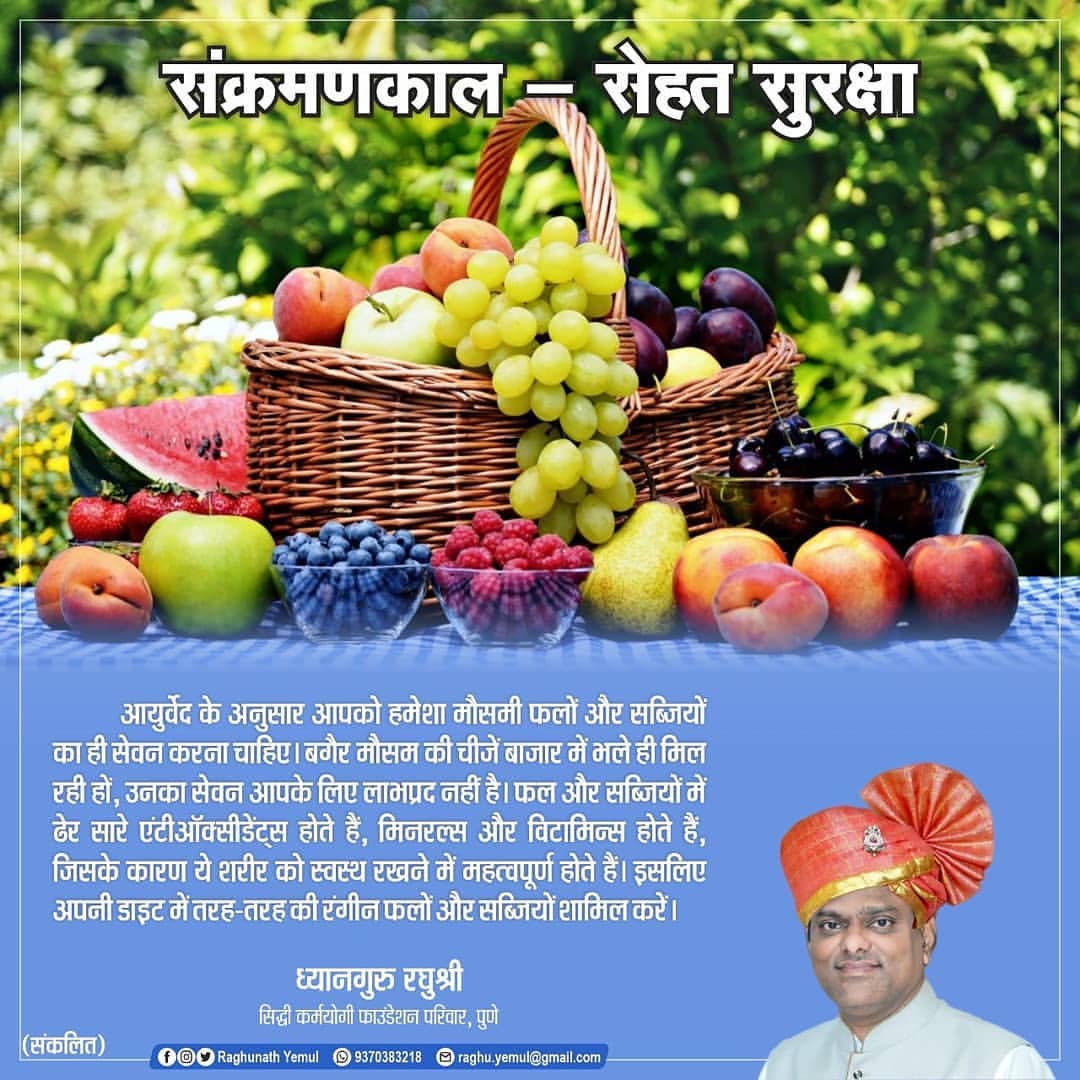 संक्रमणकाल – सेहत सुरक्षा
आयुर्वेद के अनुसार आपको हमेशा मौसमी फलों और सब्जियों
का ही सेवन करना चाहिए। बगैर मौसम की चीजें बाजार में भले ही मिल
रही हों, उनका सेवन आपके लिए लाभप्रद नहीं है। फल और सब्जियों में
ढेर सारे एंटीऑक्सीडेंट्स होते हैं, मिनरल्स और विटामिन्स होते हैं,
जिसके कारण ये शरीर को स्वस्थ रखने में महत्वपूर्ण होते हैं। इसलिए
अपनी डाइट में तरह-तरह की रंगीन फलों और सब्जियों शामिल करें।
ध्यानगुरु रघुश्री
सिद्धी कर्मयोगी फाउंडेशन परिवार, पुणे
(संकलित)
Raghunath Yemul 9370383218 raghu.yemul@gmail.com